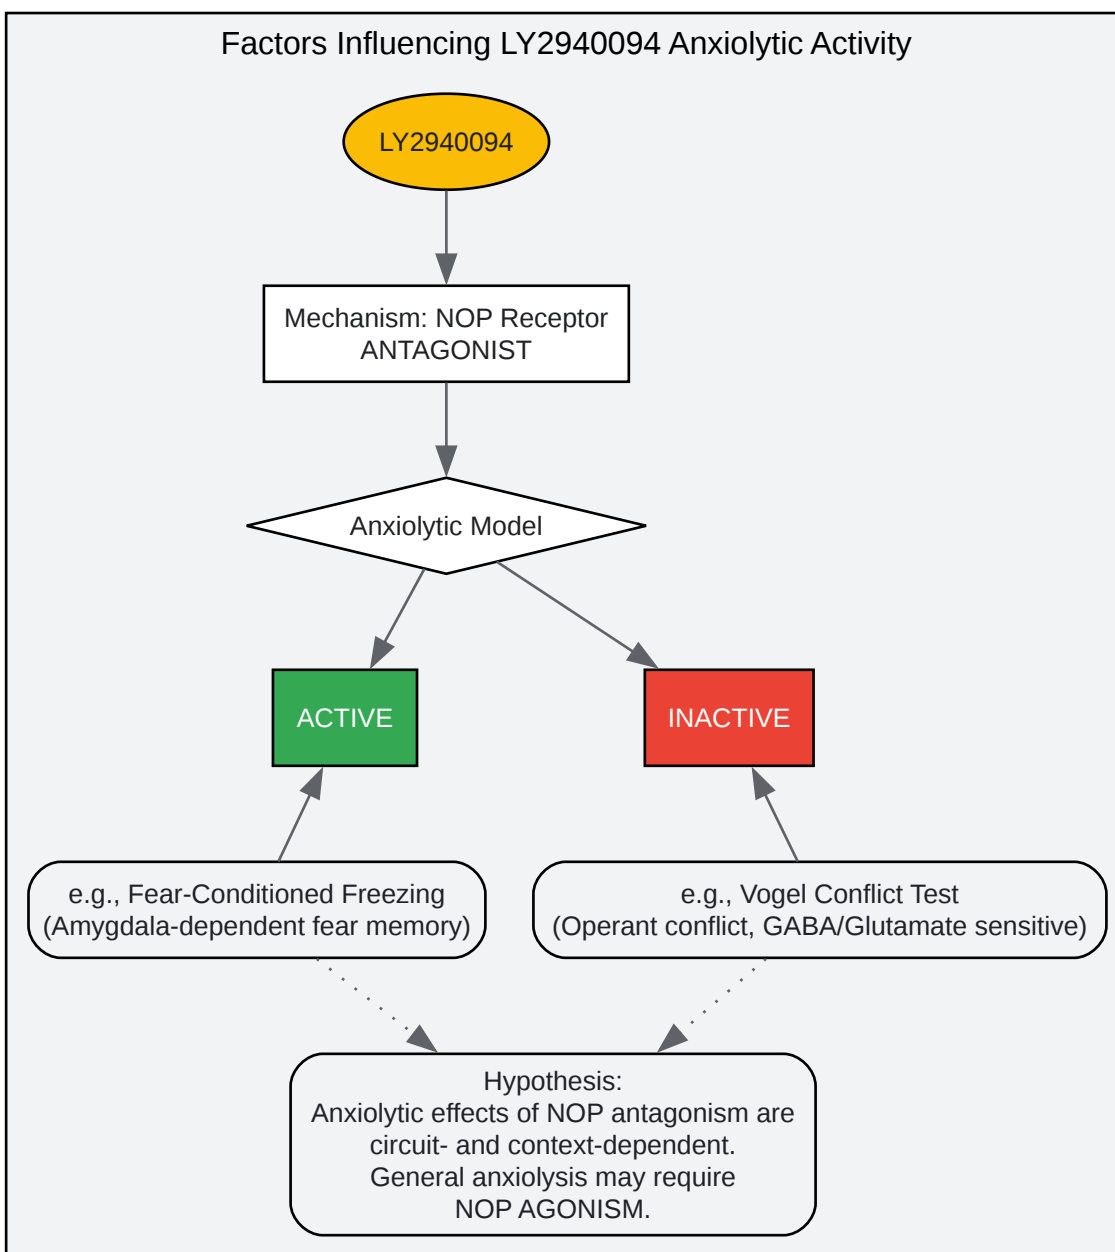 Factors Influencing LY2940094 Anxiolytic Activity
LY2940094
Mechanism: NOP Receptor
ANTAGONIST
Anxiolytic Model
ACTIVE
INACTIVE
e.g., Fear-Conditioned Freezing
(Amygdala-dependent fear memory)
e.g., Vogel Conflict Test
(Operant conflict, GABA/Glutamate sensitive)
Hypothesis:
Anxiolytic effects of NOP antagonism are
circuit- and context-dependent.
General anxiolysis may require
NOP AGONISM.